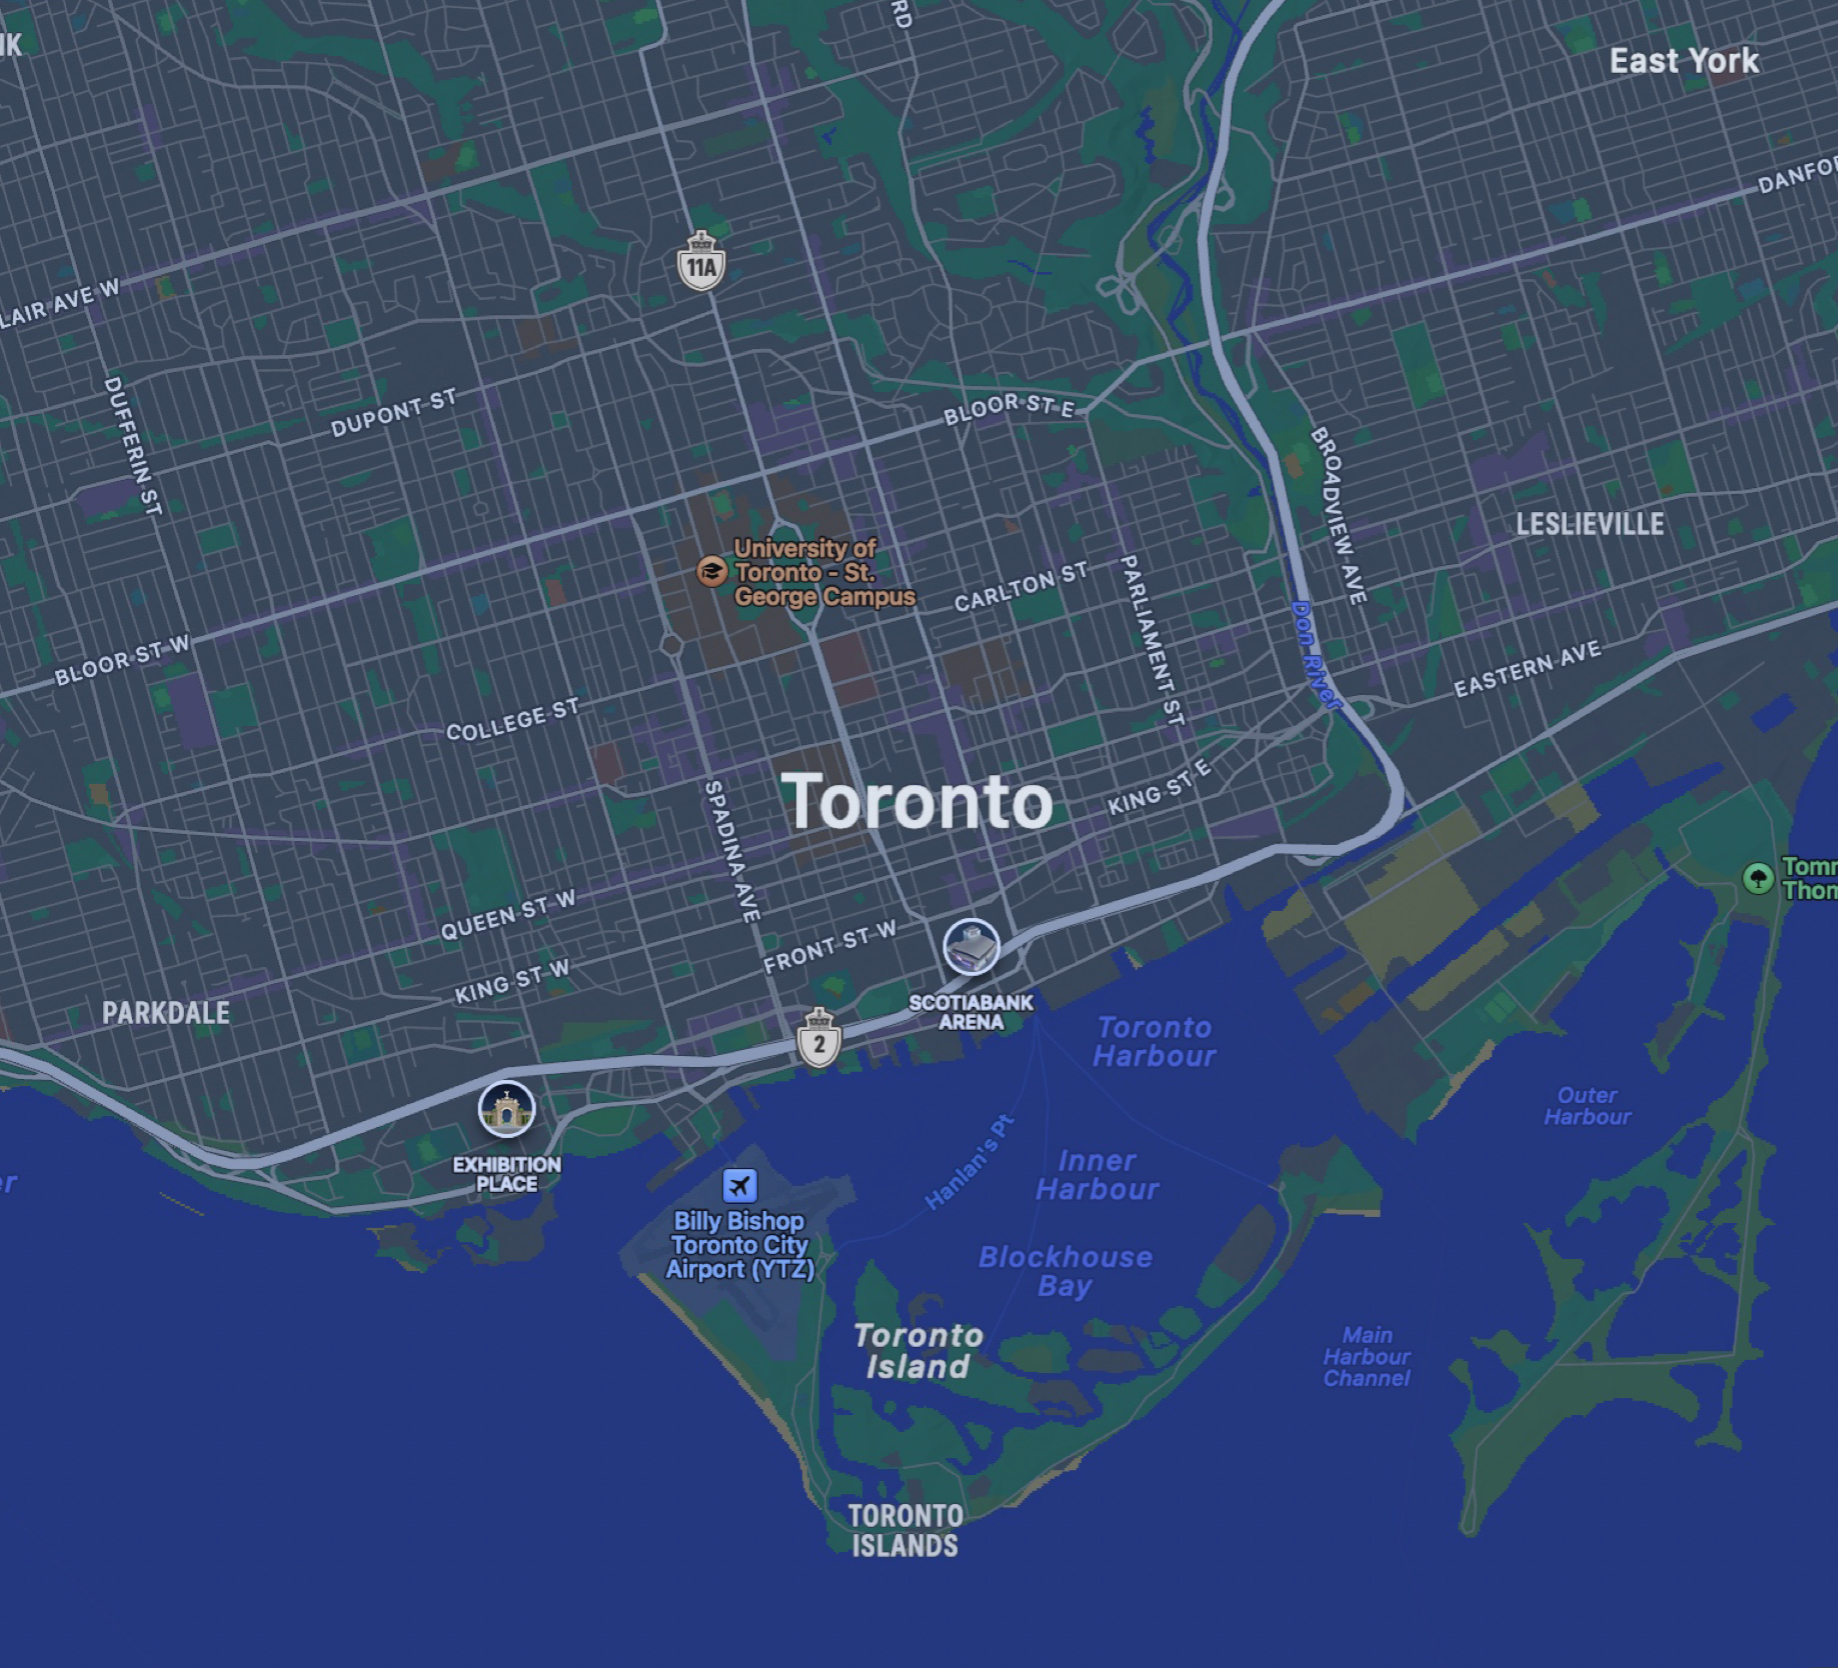 RD
East York
DANFO
11A
LAIR AVE W
DUFFERIN ST
DUPONT ST
BLOOR ST E
BROADVIEW AVE
LESLIEVILLE
University of
Toronto - St.
George Campus
CARLTON ST
PARLIAMENT ST
Don River
BLOOR ST W
EASTERN AVE
COLLEGE ST
SPADINA AVE
Toronto
KING ST E
Tomm
Thom
QUEEN ST W
FRONT ST W
KING ST W
PARKDALE
SCOTIABANK
ARENA
2
Toronto
Harbour
Outer
Harbour
EXHIBITION
PLACE
Hanlan's Pt
Inner
Harbour
Billy Bishop
Toronto City
Airport (YTZ)
Blockhouse
Bay
Toronto
Island
Main
Harbour
Channel
TORONTO
ISLANDS